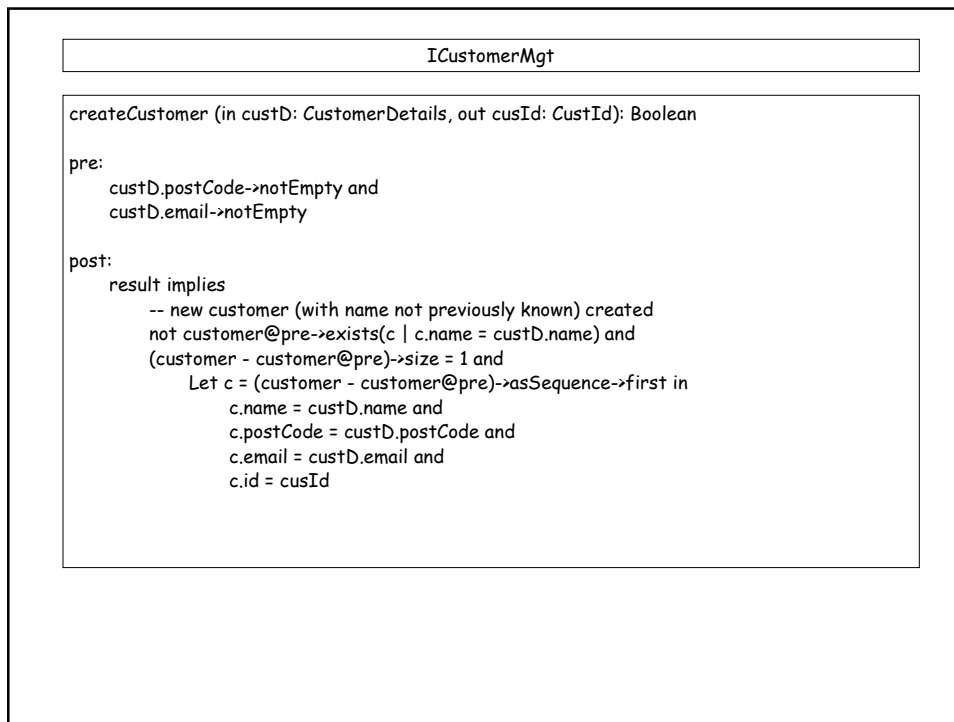 ICustomerMgt
createCustomer (in custD: CustomerDetails, out cusId: CustId): Boolean
pre:
custD.postCode->notEmpty and
custD.email->notEmpty
post:
result implies
-- new customer (with name not previously known) created
not customer@pre->exists(c | c.name = custD.name) and
(customer - customer@pre)->size = 1 and
Let c = (customer - customer@pre)->asSequence->first in
c.name = custD.name and
c.postCode = custD.postCode and
c.email = custD.email and
c.id = cusId